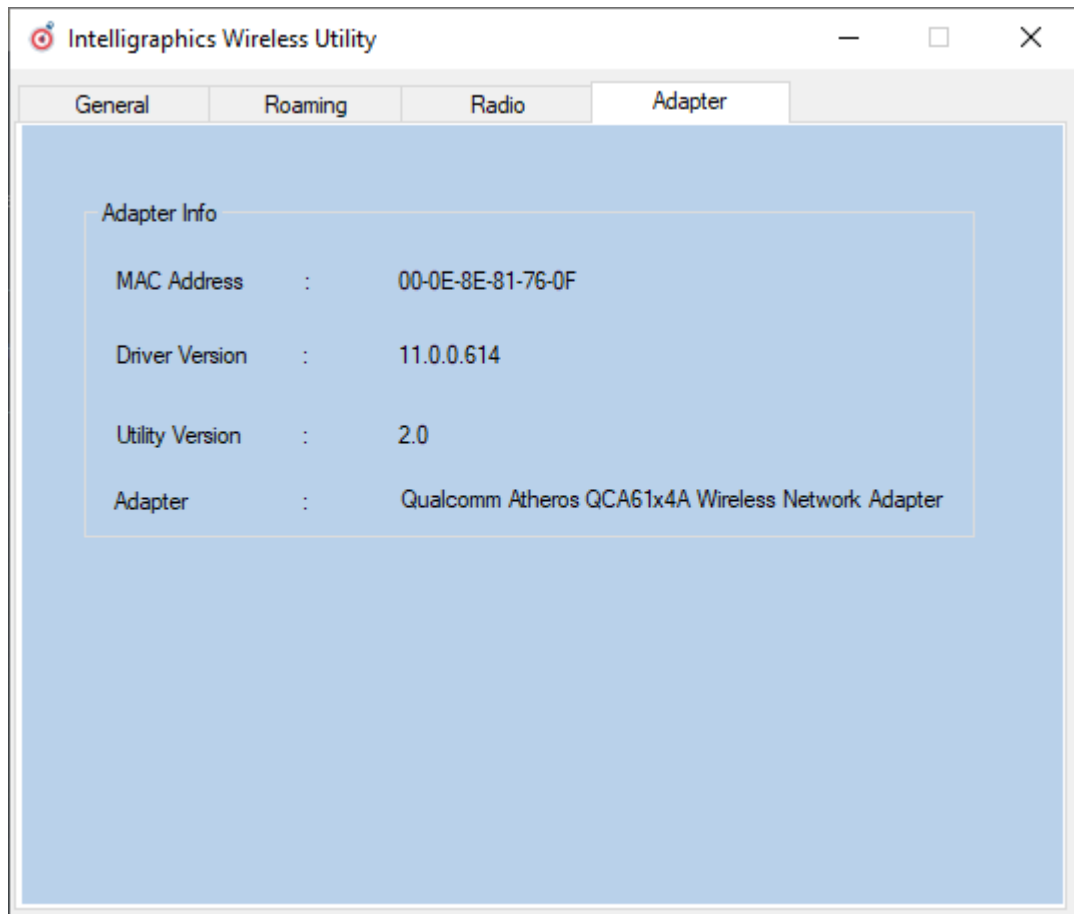 Intelligraphics Wireless Utility
General Roaming Radio Adapter
Adapter Info
MAC Address : 00-0E-8E-81-76-0F
Driver Version : 11.0.0.614
Utility Version : 2.0
Adapter : Qualcomm Atheros QCA61x4A Wireless Network Adapter